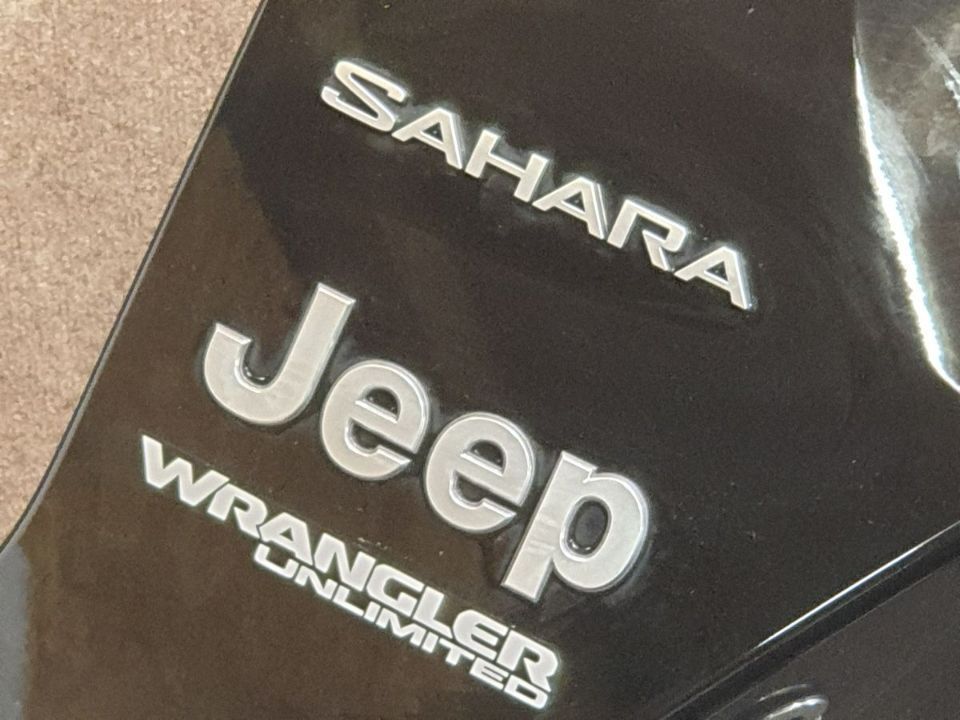 SAHARA
Jeep
WRANGLER
UNLIMITED